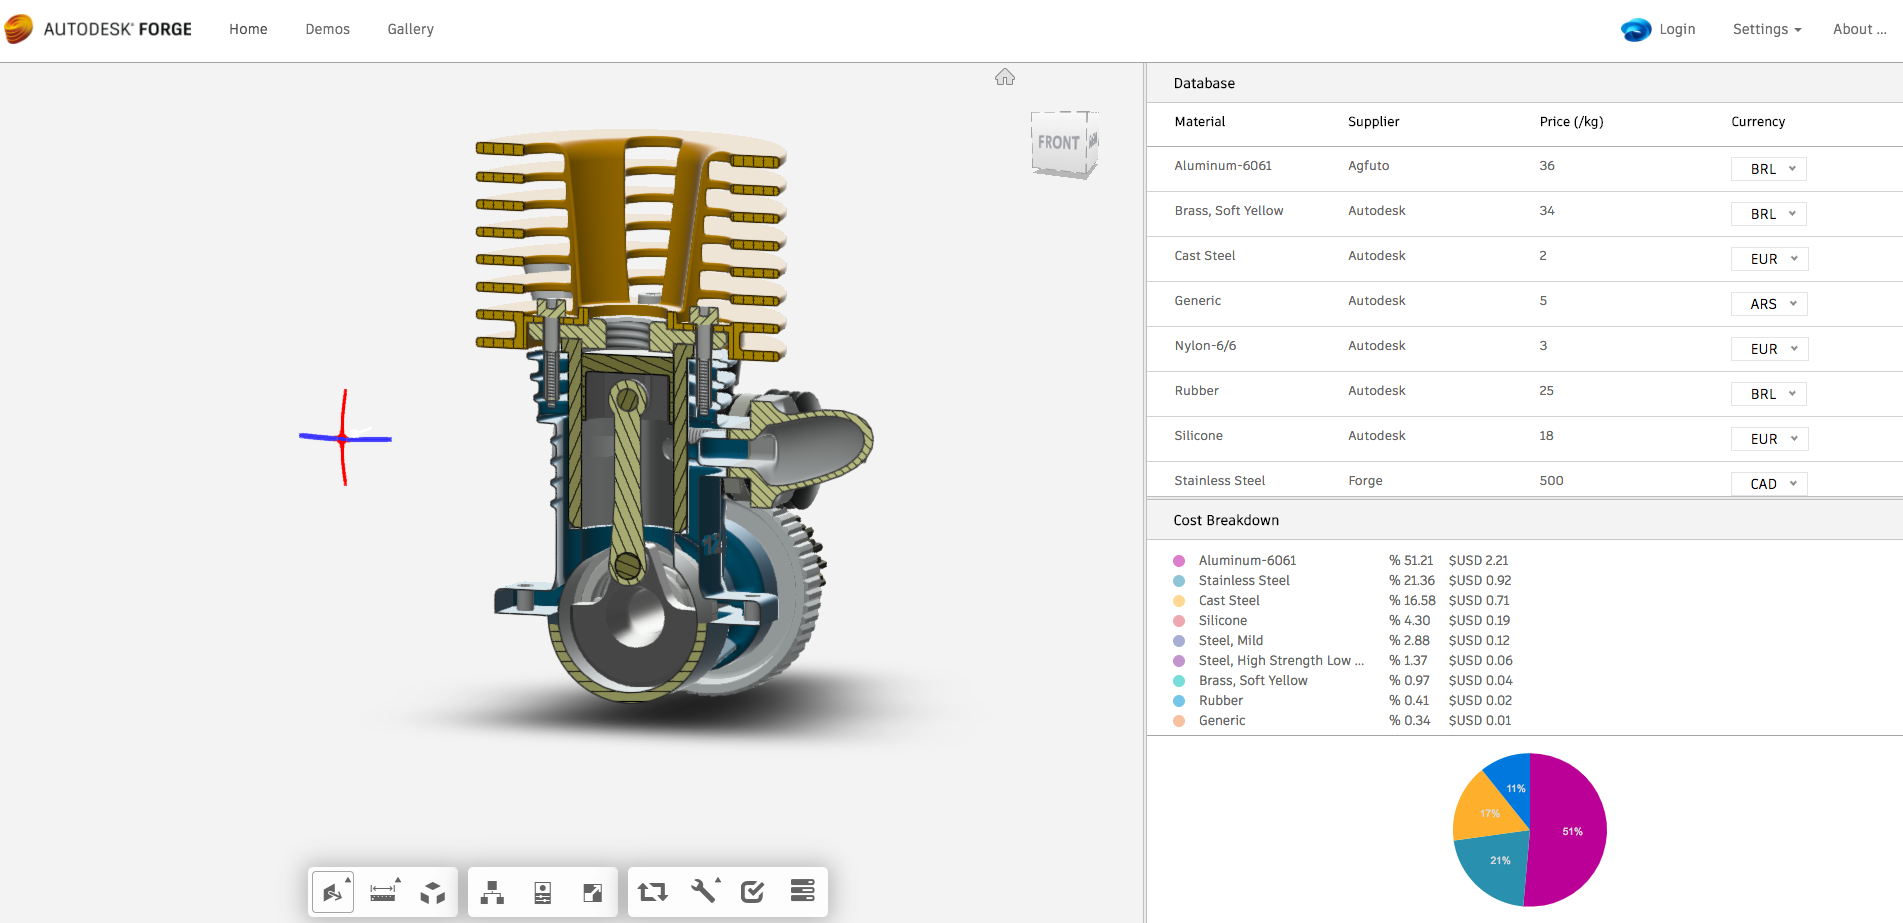 AUTODESK® FORGE Home Demos Gallery Login Settings About ...
FRONT
Database
Material Supplier Price (/kg) Currency
Aluminum-6061 Agfuto 36 BRL
Brass, Soft Yellow Autodesk 34 BRL
Cast Steel Autodesk 2 EUR
Generic Autodesk 5 ARS
Nylon-6/6 Autodesk 3 EUR
Rubber Autodesk 25 BRL
Silicone Autodesk 18 EUR
Stainless Steel Forge 500 CAD
12
Cost Breakdown
Aluminum-6061 % 51.21 $USD 2.21
Stainless Steel % 21.36 $USD 0.92
Cast Steel % 16.58 $USD 0.71
Silicone % 4.30 $USD 0.19
Steel, Mild % 2.88 $USD 0.12
Steel, High Strength Low ... % 1.37 $USD 0.06
Brass, Soft Yellow % 0.97 $USD 0.04
Rubber % 0.41 $USD 0.02
Generic % 0.34 $USD 0.01
11%
17%
51%
21%